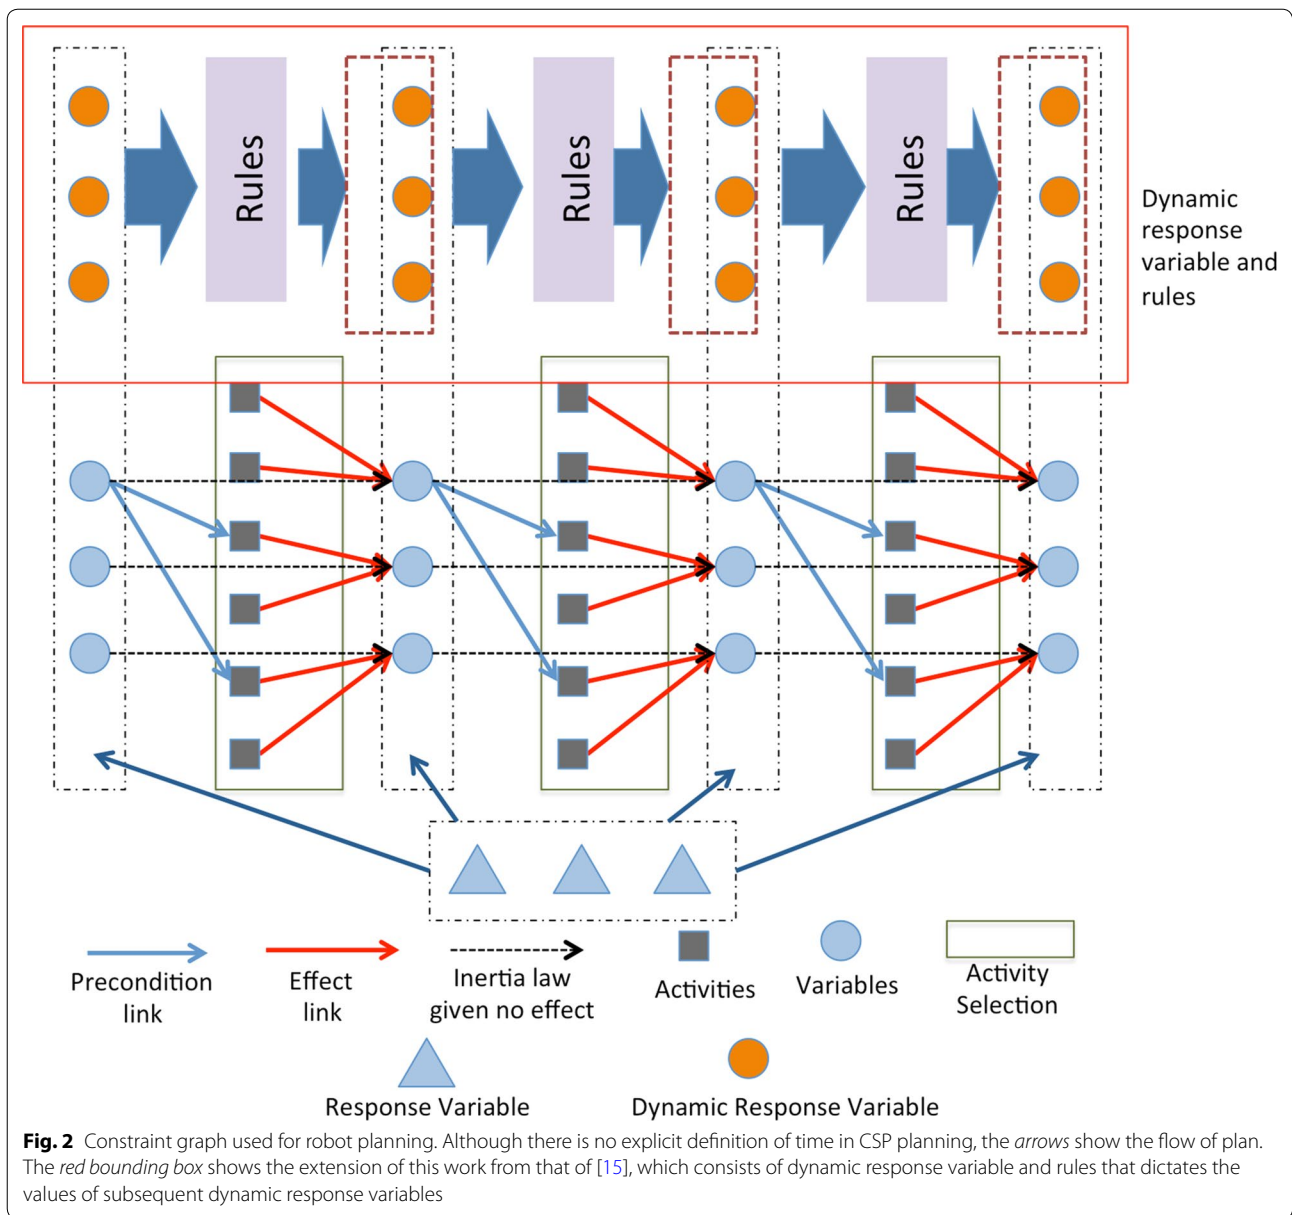 Rules
Rules
Rules
Dynamic
response
variable and
rules
Precondition
link
Effect
link
Inertia law
given no effect
Activities
Variables
Activity
Selection
Response Variable
Dynamic Response Variable
Fig. 2 Constraint graph used for robot planning. Although there is no explicit definition of time in CSP planning, the arrows show the flow of plan.
The red bounding box shows the extension of this work from that of [15], which consists of dynamic response variable and rules that dictates the
values of subsequent dynamic response variables